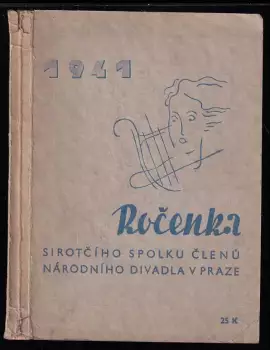 1941
Ročenka
SIROTČÍHO SPOLKU ČLENŮ
NÁRODNÍHO DIVADLA V PRAZE
25 K